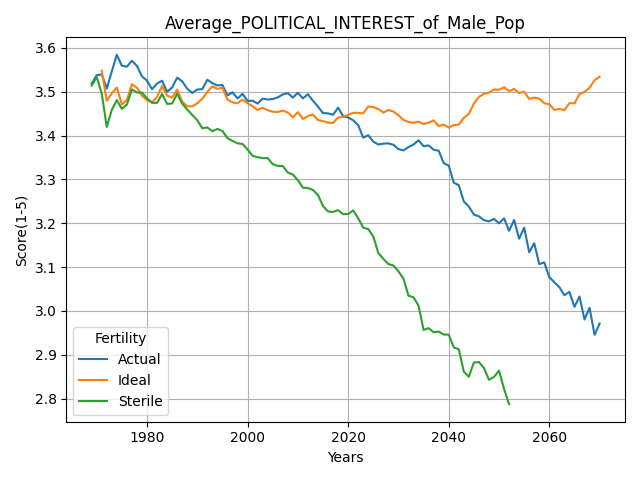 Average_POLITICAL_INTEREST_of_Male_Pop
Score(1-5)
3.6
3.5
3.4
3.3
3.2
3.1
3.0
2.9
2.8
Fertility
Actual
Ideal
Sterile
1980 2000 2020 2040 2060
Years